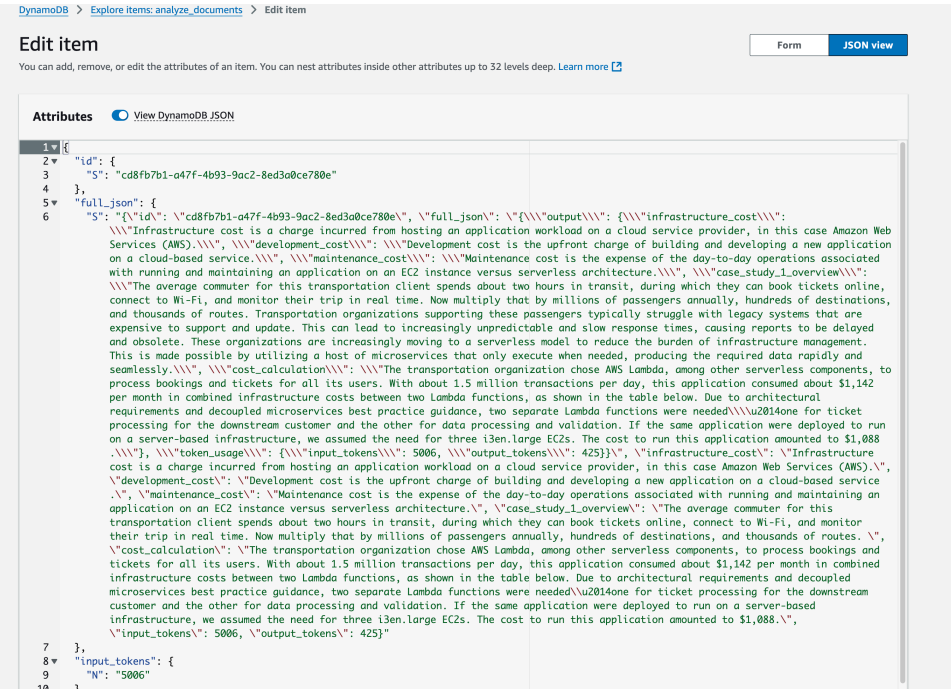 DynamoDB > Explore items: analyze_documents > Edit item
Edit item
Form
JSON view
You can add, remove, or edit the attributes of an item. You can nest attributes inside other attributes up to 32 levels deep. Learn more
Attributes
View DynamoDB JSON
1 {
2 "id": {
3 "S": "cd8fb7b1-a47f-4b93-9ac2-8ed3a0ce780e"
4 },
5 "full_json": {
6 "S": "{\"id\": \"cd8fb7b1-a47f-4b93-9ac2-8ed3a0ce780e\", \"full_json\": \"{\\\"output\\\": {\\\"infrastructure_cost\\\":
\\\"Infrastructure cost is a charge incurred from hosting an application workload on a cloud service provider, in this case Amazon Web
Services (AWS).\\\", \\\"development_cost\\\": \\\"Development cost is the upfront charge of building and developing a new application
on a cloud-based service.\\\", \\\"maintenance_cost\\\": \\\"Maintenance cost is the expense of the day-to-day operations associated
with running and maintaining an application on an EC2 instance versus serverless architecture.\\\", \\\"case_study_1_overview\\\":
\\\"The average commuter for this transportation client spends about two hours in transit, during which they can book tickets online,
connect to Wi-Fi, and monitor their trip in real time. Now multiply that by millions of passengers annually, hundreds of destinations,
and thousands of routes. Transportation organizations supporting these passengers typically struggle with legacy systems that are
expensive to support and update. This can lead to increasingly unpredictable and slow response times, causing reports to be delayed
and obsolete. These organizations are increasingly moving to a serverless model to reduce the burden of infrastructure management.
This is made possible by utilizing a host of microservices that only execute when needed, producing the required data rapidly and
seamlessly.\\\", \\\"cost_calculation\\\": \\\"The transportation organization chose AWS Lambda, among other serverless components, to
process bookings and tickets for all its users. With about 1.5 million transactions per day, this application consumed about $1,142
per month in combined infrastructure costs between two Lambda functions, as shown in the table below. Due to architectural
requirements and decoupled microservices best practice guidance, two separate Lambda functions were needed\\\\u2014one for ticket
processing for the downstream customer and the other for data processing and validation. If the same application were deployed to run
on a server-based infrastructure, we assumed the need for three i3en.large EC2s. The cost to run this application amounted to $1,088
.\\\"}, \\\"token_usage\\\": {\\\"input_tokens\\\": 5006, \\\"output_tokens\\\": 425}}\", \"infrastructure_cost\": \"Infrastructure
cost is a charge incurred from hosting an application workload on a cloud service provider, in this case Amazon Web Services (AWS).\",
\"development_cost\": \"Development cost is the upfront charge of building and developing a new application on a cloud-based service
.\", \"maintenance_cost\": \"Maintenance cost is the expense of the day-to-day operations associated with running and maintaining an
application on an EC2 instance versus serverless architecture.\", \"case_study_1_overview\": \"The average commuter for this
transportation client spends about two hours in transit, during which they can book tickets online, connect to Wi-Fi, and monitor
their trip in real time. Now multiply that by millions of passengers annually, hundreds of destinations, and thousands of routes. \",
\"cost_calculation\": \"The transportation organization chose AWS Lambda, among other serverless components, to process bookings and
tickets for all its users. With about 1.5 million transactions per day, this application consumed about $1,142 per month in combined
infrastructure costs between two Lambda functions, as shown in the table below. Due to architectural requirements and decoupled
microservices best practice guidance, two separate Lambda functions were needed\\u2014one for ticket processing for the downstream
customer and the other for data processing and validation. If the same application were deployed to run on a server-based
infrastructure, we assumed the need for three i3en.large EC2s. The cost to run this application amounted to $1,088.\",
\"input_tokens\": 5006, \"output_tokens\": 425}"
7 },
8 "input_tokens": {
9 "N": "5006"
10 }